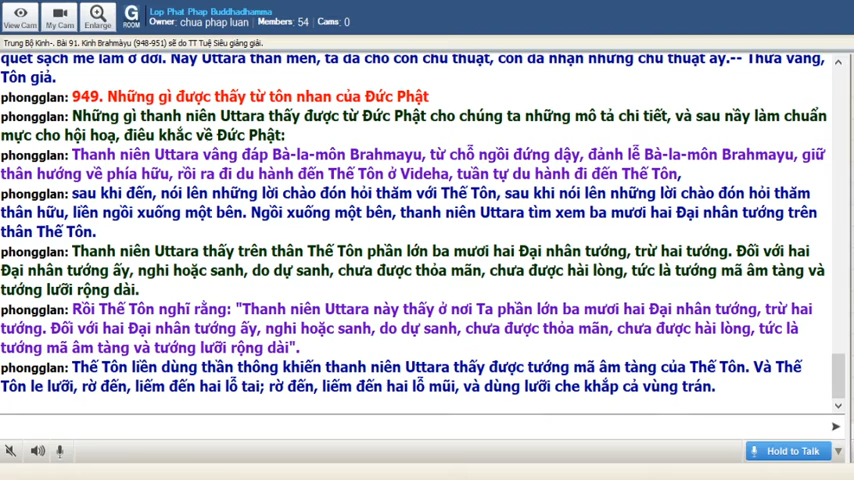 Lop Phat Phap Buddhadhamma
Owner: chua phap luan Members: 54 Cams: 0
View Cam
My Cam
Enlarge
G ROOM
Trung Bộ Kinh-. Bài 91. Kinh Brahmàyu (948-951) sẽ do TT Tuệ Siêu giảng giải.
quét sạch mê lầm ở đời. Này Uttara thân mến, ta đã cho con chú thuật, con đã nhận những chú thuật ấy.-- Thưa vâng,
Tôn giả.
phongglan: 949. Những gì được thấy từ tôn nhan của Đức Phật
phongglan: Những gì thanh niên Uttara thấy được từ Đức Phật cho chúng ta những mô tả chi tiết, và sau nầy làm chuẩn
mực cho hội hoạ, điêu khắc về Đức Phật:
phongglan: Thanh niên Uttara vâng đáp Bà-la-môn Brahmayu, từ chỗ ngồi đứng dậy, đảnh lễ Bà-la-môn Brahmayu, giữ
thân hướng về phía hữu, rồi ra đi du hành đến Thế Tôn ở Videha, tuần tự du hành đi đến Thế Tôn,
phongglan: sau khi đến, nói lên những lời chào đón hỏi thăm với Thế Tôn, sau khi nói lên những lời chào đón hỏi thăm
thân hữu, liền ngồi xuống một bên. Ngồi xuống một bên, thanh niên Uttara tìm xem ba mươi hai Đại nhân tướng trên
thân Thế Tôn.
phongglan: Thanh niên Uttara thấy trên thân Thế Tôn phần lớn ba mươi hai Đại nhân tướng, trừ hai tướng. Đối với hai
Đại nhân tướng ấy, nghi hoặc sanh, do dự sanh, chưa được thỏa mãn, chưa được hài lòng, tức là tướng mã âm tàng và
tướng lưỡi rộng dài.
phongglan: Rồi Thế Tôn nghĩ rằng: "Thanh niên Uttara này thấy ở nơi Ta phần lớn ba mươi hai Đại nhân tướng, trừ hai
tướng. Đối với hai Đại nhân tướng ấy, nghi hoặc sanh, do dự sanh, chưa được thỏa mãn, chưa được hài lòng, tức là
tướng mã âm tàng và tướng lưỡi rộng dài".
phongglan: Thế Tôn liền dùng thần thông khiến thanh niên Uttara thấy được tướng mã âm tàng của Thế Tôn. Và Thế
Tôn le lưỡi, rờ đến, liếm đến hai lỗ tai; rờ đến, liếm đến hai lỗ mũi, và dùng lưỡi che khắp cả vùng trán.
Hold to Talk